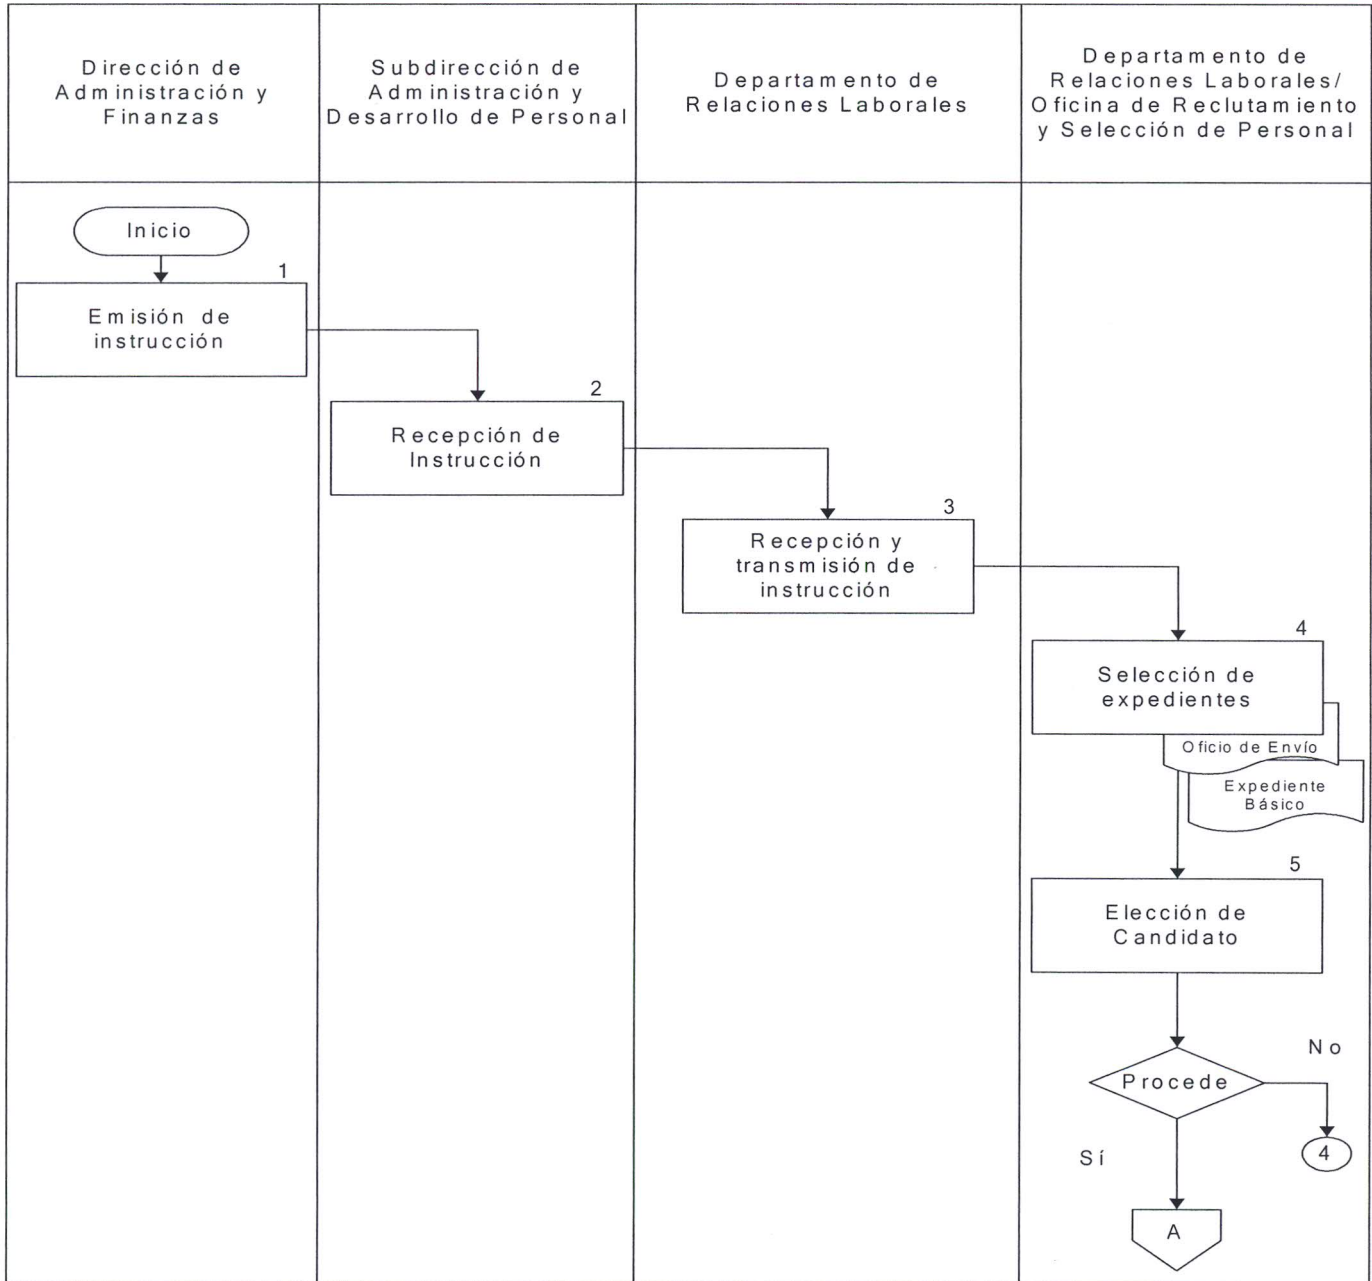 Dirección de
Administración y
Finanzas
Subdirección de
Administración y
Desarrollo de Personal
Departamento de
Relaciones Laborales
Departamento de
Relaciones Laborales/
Oficina de Reclutamiento
y Selección de Personal
Inicio
1
Emisión de
instrucción
2
Recepción de
Instrucción
3
Recepción y
transmisión de
instrucción
4
Selección de
expedientes
Oficio de Envío
Expediente
Básico
5
Elección de
Candidato
No
Procede
4
Sí
A